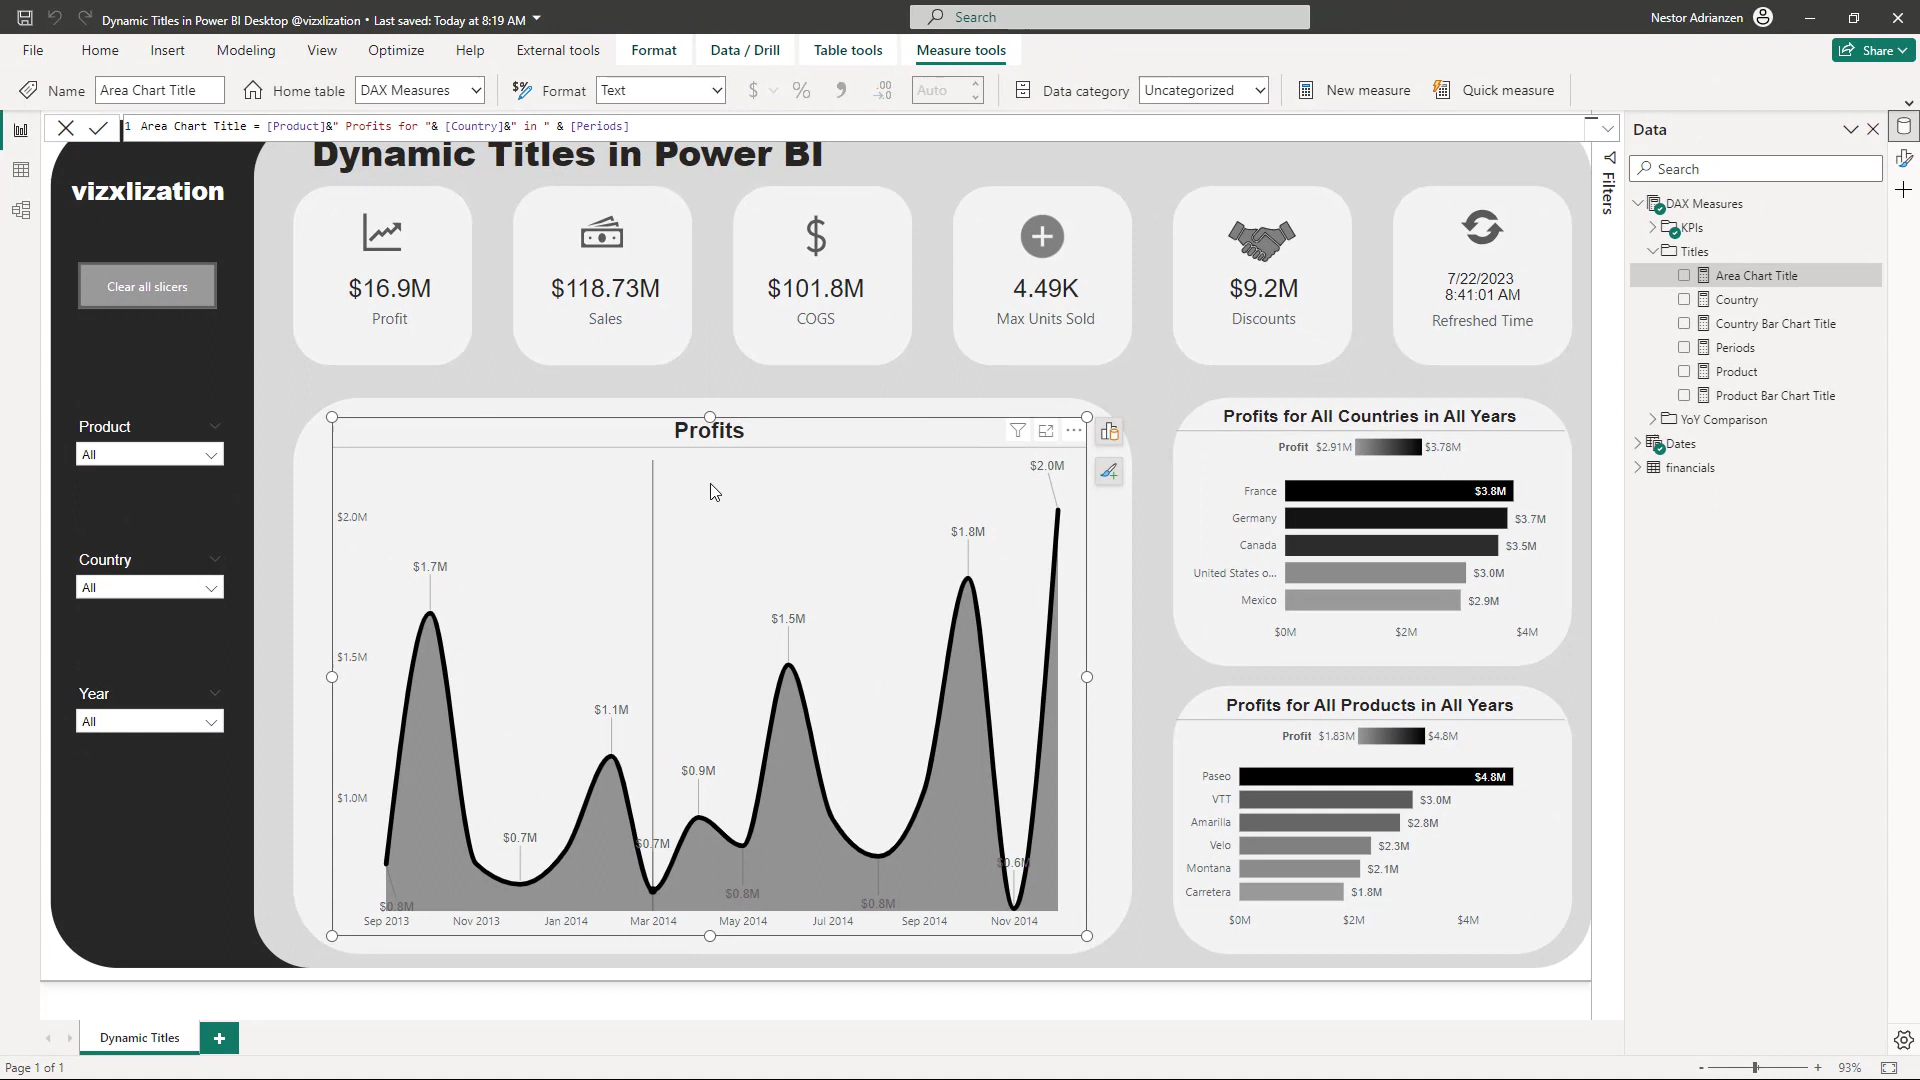 Dynamic Titles in Power BI Desktop @vizxlization • Last saved: Today at 8:19 AM
Search
Nestor Adrianzen
File
Home
Insert
Modeling
View
Optimize
Help
External tools
Format
Data / Drill
Table tools
Measure tools
Share
Name
Area Chart Title
Home table
DAX Measures
Format
Text
$
%
,
.00
Auto
Data category
Uncategorized
New measure
Quick measure
1 Area Chart Title = [Product]&" Profits for "& [Country]&" in " & [Periods]
Dynamic Titles in Power BI
vizxlization
Clear all slicers
Product
All
Country
All
Year
All
$16.9M
Profit
$118.73M
Sales
$
$101.8M
COGS
4.49K
Max Units Sold
$9.2M
Discounts
7/22/2023
8:41:01 AM
Refreshed Time
Profits
$2.0M
$1.5M
$1.0M
$0.8M
$1.7M
$0.7M
$1.1M
$0.7M
$0.9M
$0.8M
$1.5M
$0.8M
$1.8M
$0.6M
$2.0M
Sep 2013
Nov 2013
Jan 2014
Mar 2014
May 2014
Jul 2014
Sep 2014
Nov 2014
Profits for All Countries in All Years
Profit $2.91M $3.78M
France $3.8M
Germany $3.7M
Canada $3.5M
United States o... $3.0M
Mexico $2.9M
$0M $2M $4M
Profits for All Products in All Years
Profit $1.83M $4.8M
Paseo $4.8M
VTT $3.0M
Amarilla $2.8M
Velo $2.3M
Montana $2.1M
Carretera $1.8M
$0M $2M $4M
Filters
Data
Search
DAX Measures
KPIs
Titles
Area Chart Title
Country
Country Bar Chart Title
Periods
Product
Product Bar Chart Title
YoY Comparison
Dates
financials
Dynamic Titles
Page 1 of 1
- + 93%